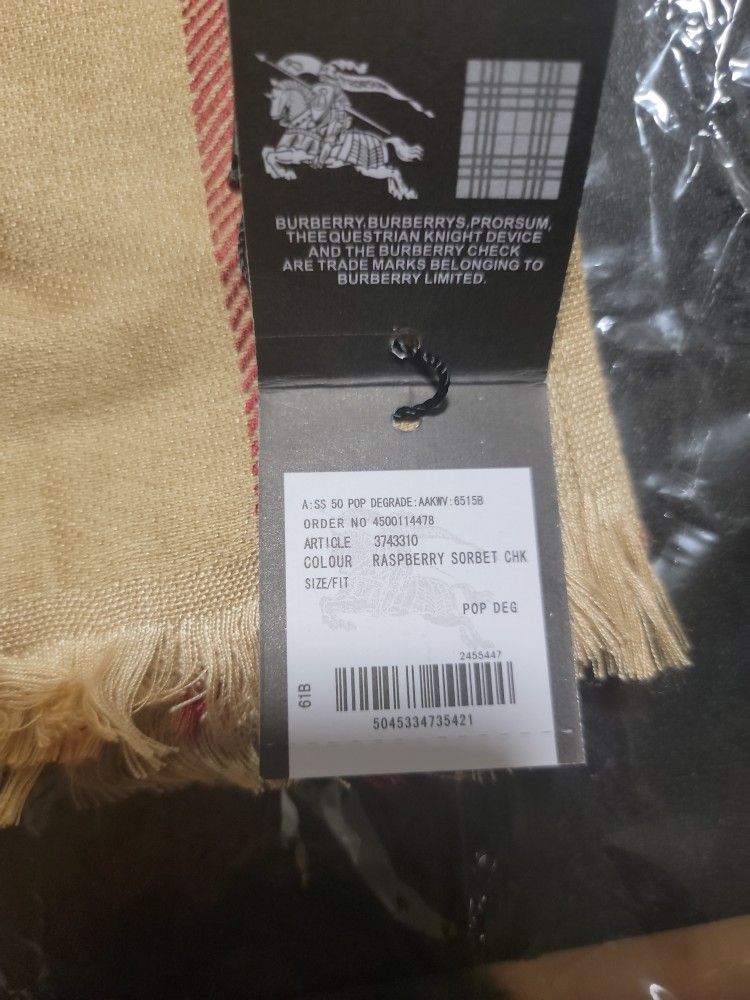 BURBERRY.BURBERRYS.PRORSUM,
THEEQUESTRIAN KNIGHT DEVICE
AND THE BURBERRY CHECK
ARE TRADE MARKS BELONGING TO
BURBERRY LIMITED.
A:SS 50 POP DEGRADE:AAKWV:6515B
ORDER NO 4500114478
ARTICLE 3743310
COLOUR RASPBERRY SORBET CHK
SIZE/FIT
POP DEG
2455447
61B
5045334735421